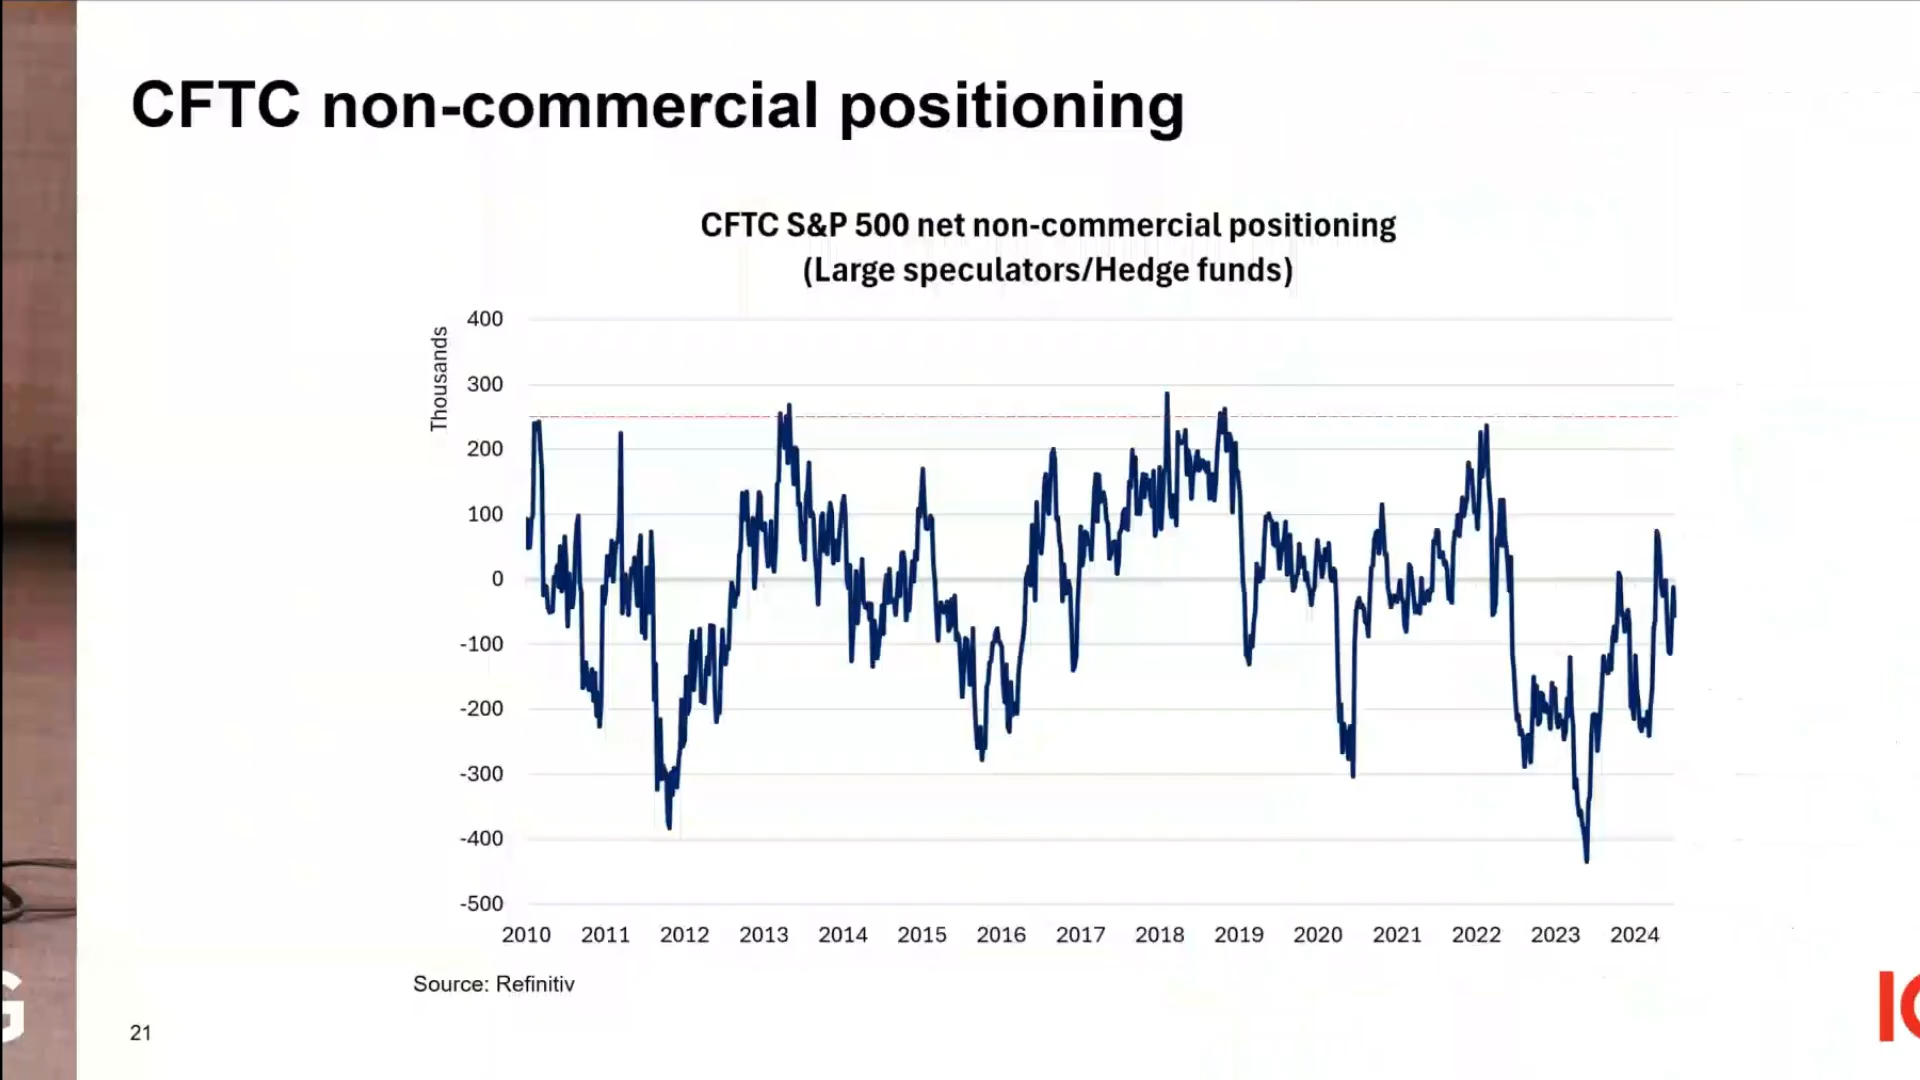 CFTC non-commercial positioning
CFTC S&P 500 net non-commercial positioning
(Large speculators/Hedge funds)
Thousands
400
300
200
100
0
-100
-200
-300
-400
-500
2010 2011 2012 2013 2014 2015 2016 2017 2018 2019 2020 2021 2022 2023 2024
Source: Refinitiv
21